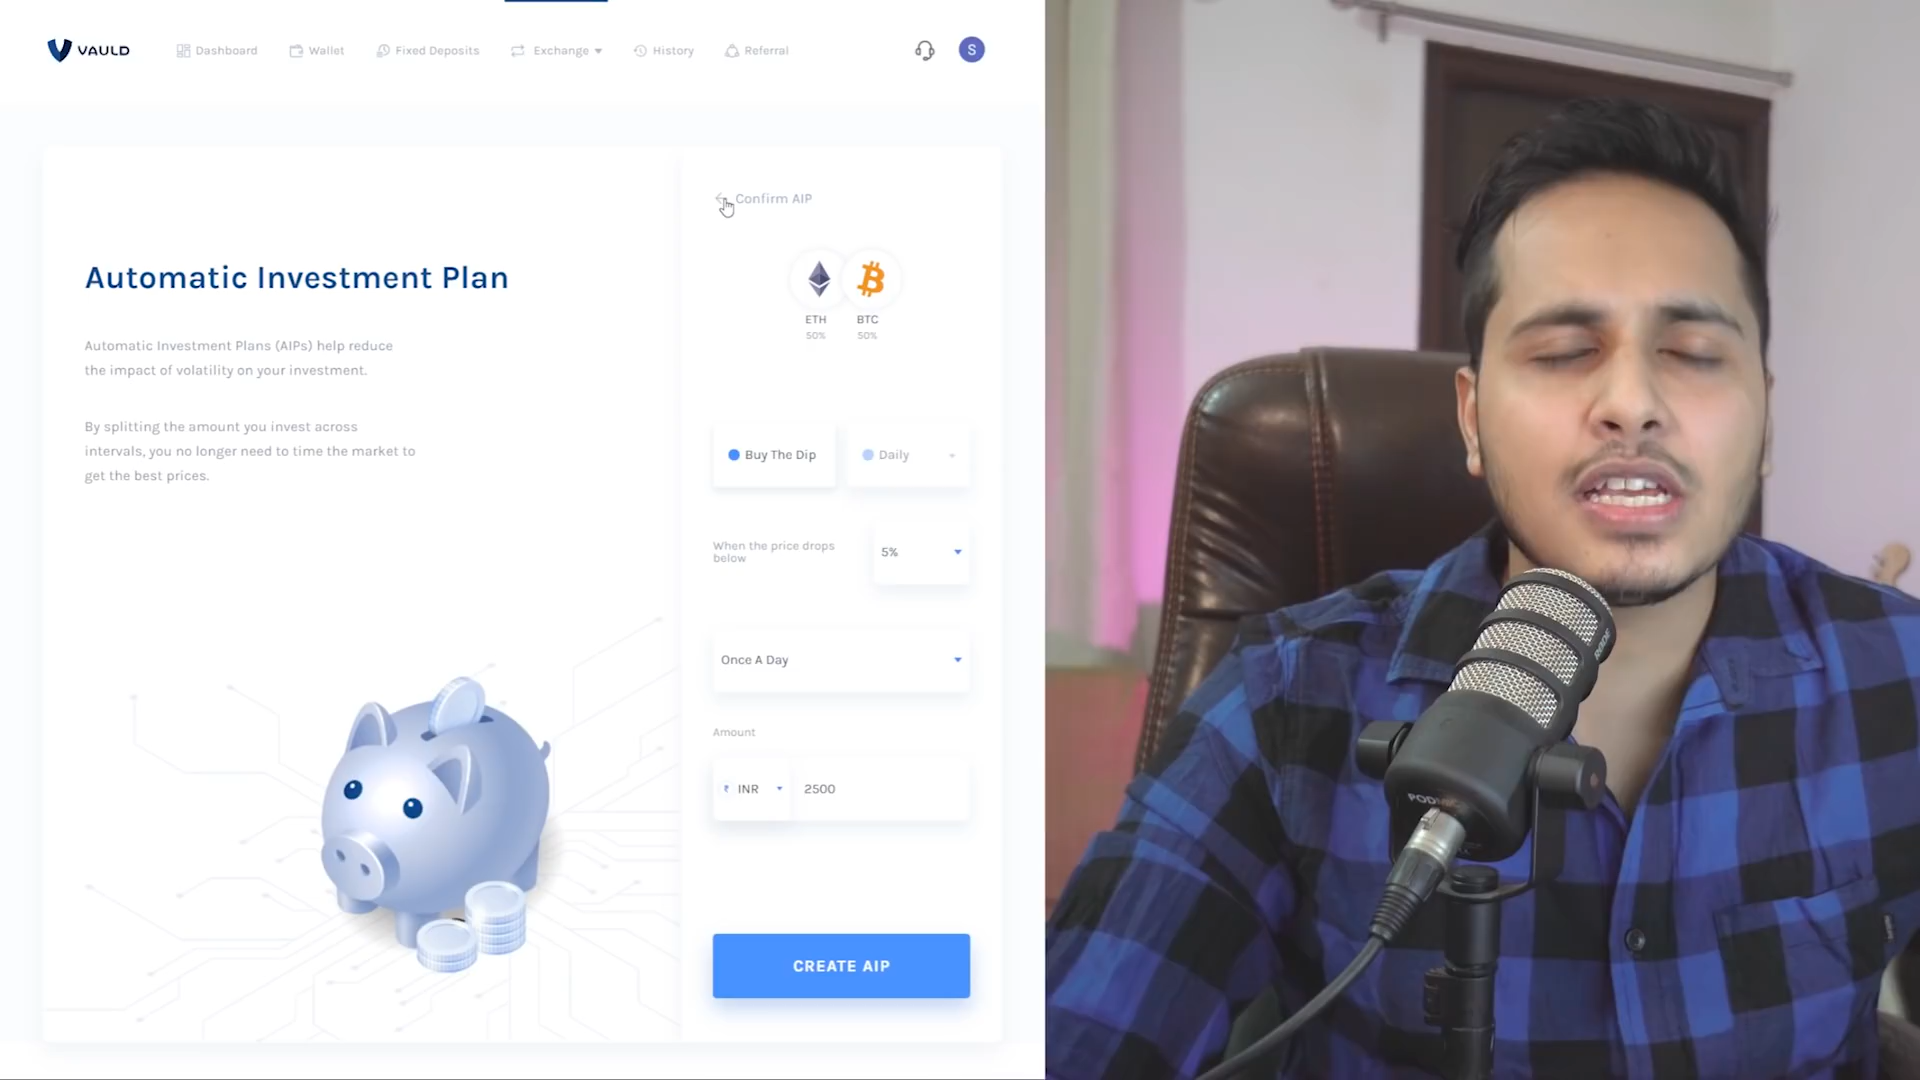 VAULD
Dashboard
Wallet
Fixed Deposits
Exchange
History
Referral
S
Confirm AIP
ETH
50%
BTC
50%
Automatic Investment Plan
Automatic Investment Plans (AIPs) help reduce
the impact of volatility on your investment.
By splitting the amount you invest across
intervals, you no longer need to time the market to
get the best prices.
Buy The Dip
Daily
When the price drops
below
5%
Once A Day
Amount
₹ INR
2500
CREATE AIP
RODE